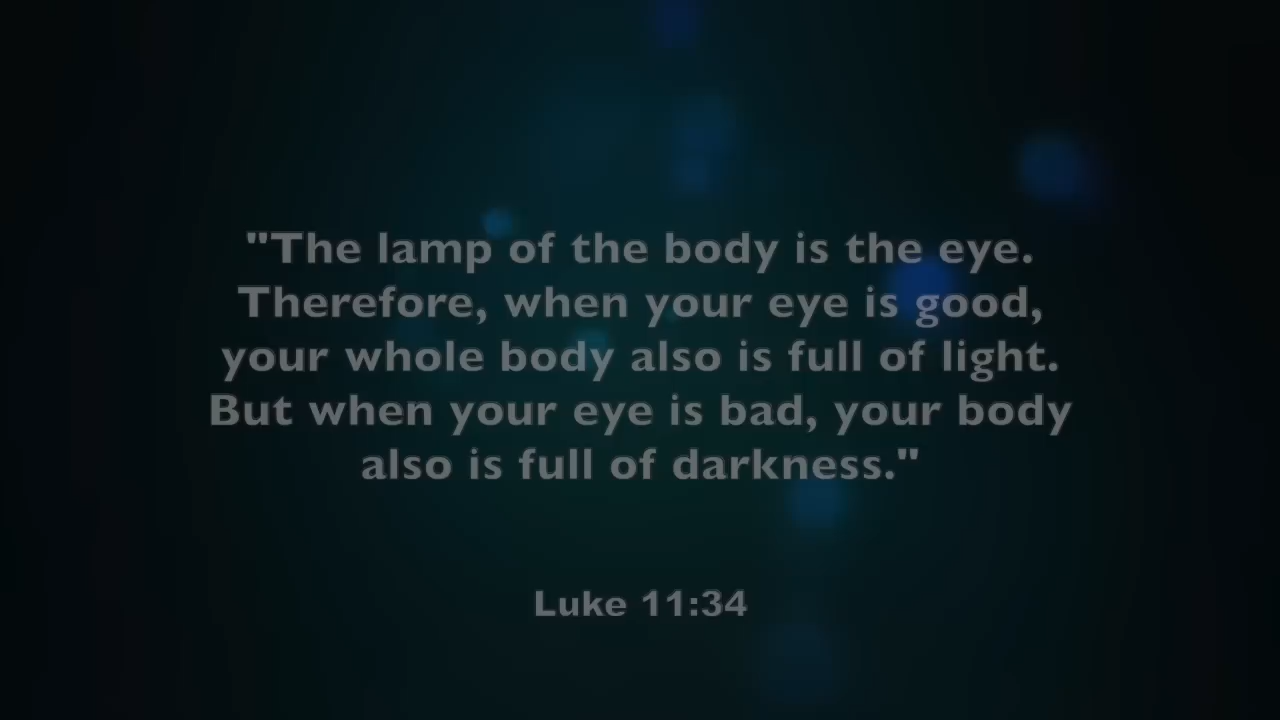 "The lamp of the body is the eye.
Therefore, when your eye is good,
your whole body also is full of light.
But when your eye is bad, your body
also is full of darkness."
Luke 11:34